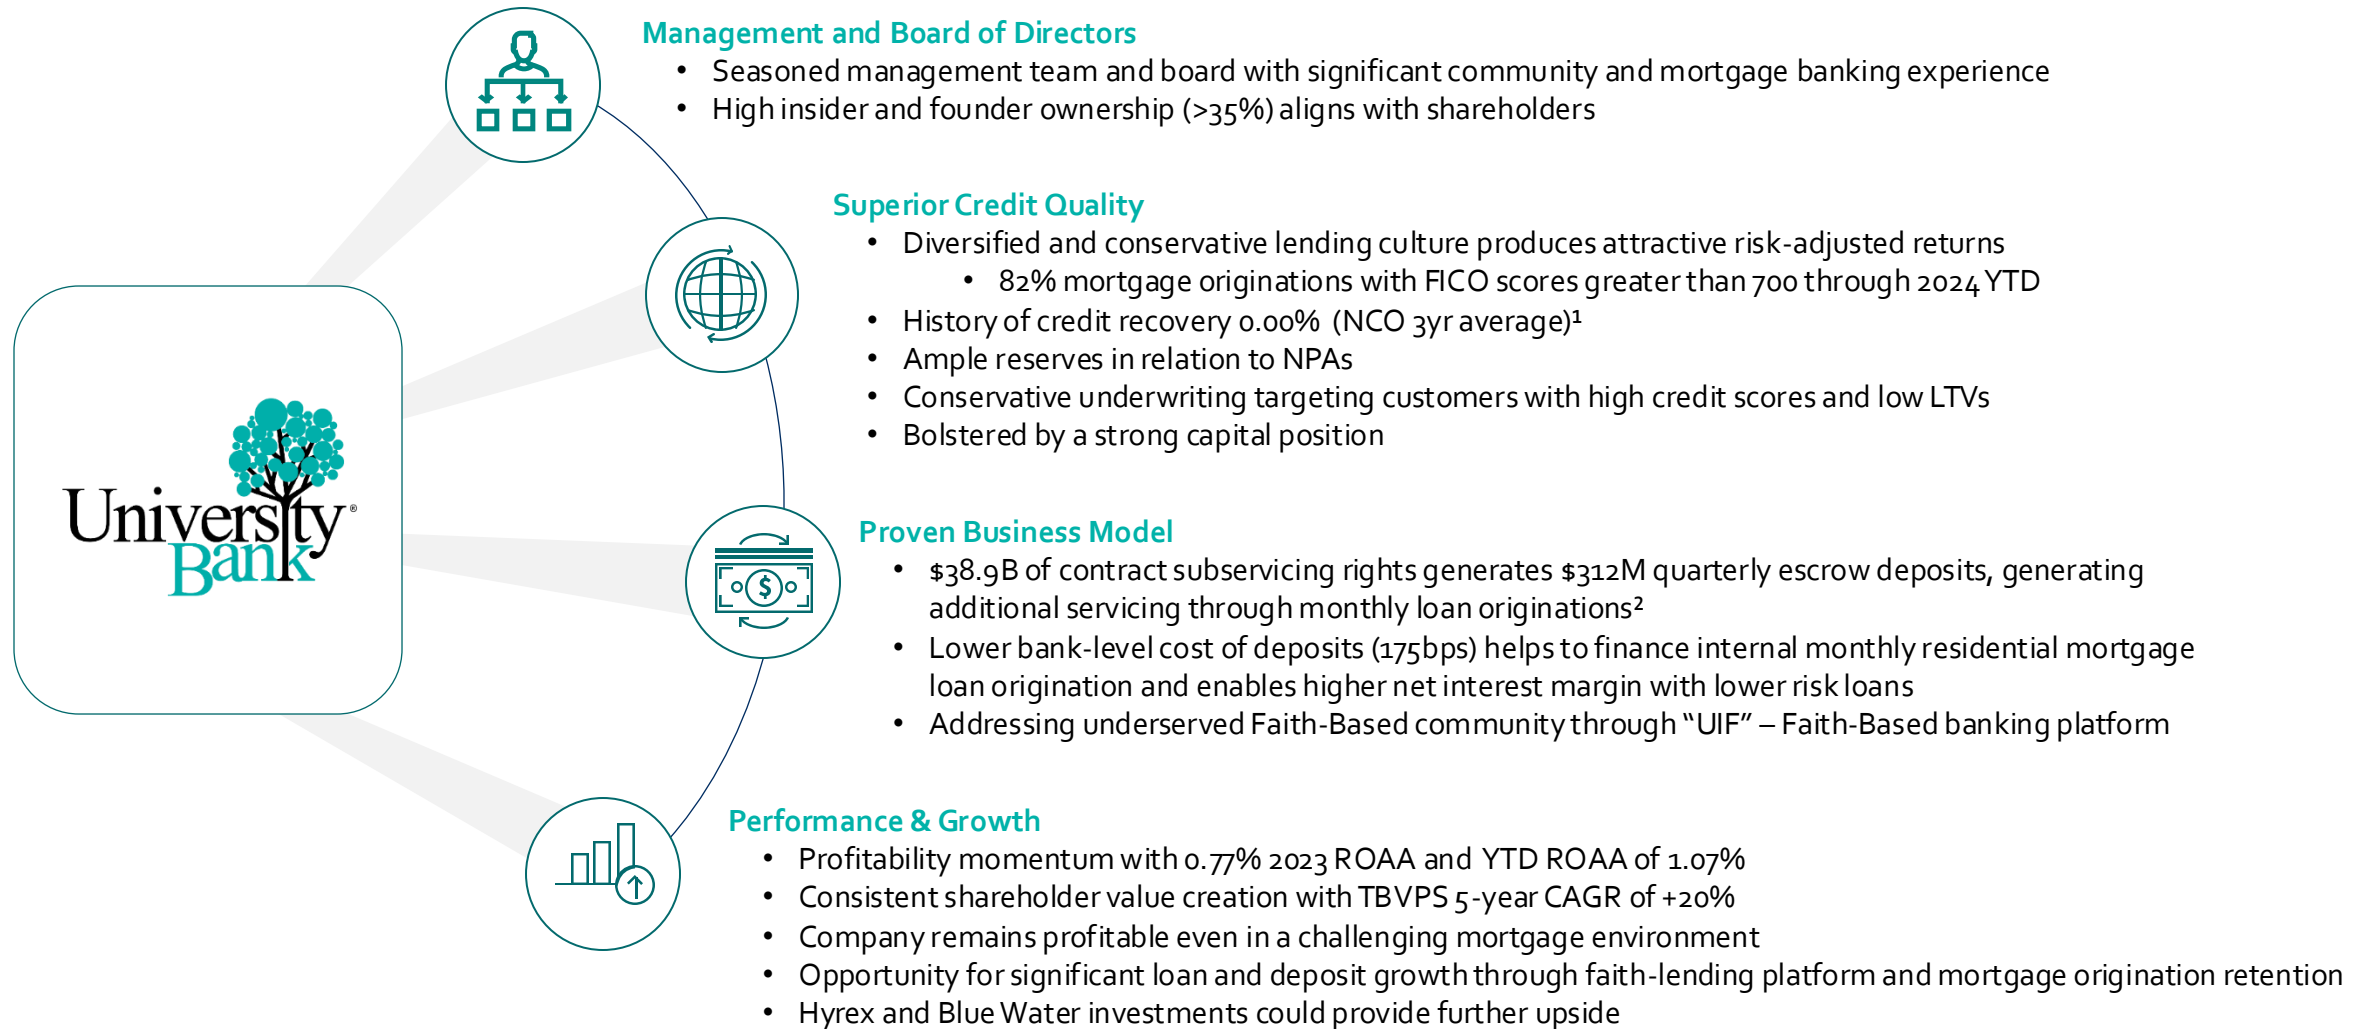 University®
Bank
Management and Board of Directors
• Seasoned management team and board with significant community and mortgage banking experience
• High insider and founder ownership (>35%) aligns with shareholders
Superior Credit Quality
• Diversified and conservative lending culture produces attractive risk-adjusted returns
• 82% mortgage originations with FICO scores greater than 700 through 2024 YTD
• History of credit recovery 0.00% (NCO 3yr average)¹
• Ample reserves in relation to NPAs
• Conservative underwriting targeting customers with high credit scores and low LTVs
• Bolstered by a strong capital position
Proven Business Model
• $38.9B of contract subservicing rights generates $312M quarterly escrow deposits, generating
additional servicing through monthly loan originations²
• Lower bank-level cost of deposits (175bps) helps to finance internal monthly residential mortgage
loan origination and enables higher net interest margin with lower risk loans
• Addressing underserved Faith-Based community through “UIF” – Faith-Based banking platform
Performance & Growth
• Profitability momentum with 0.77% 2023 ROAA and YTD ROAA of 1.07%
• Consistent shareholder value creation with TBVPS 5-year CAGR of +20%
• Company remains profitable even in a challenging mortgage environment
• Opportunity for significant loan and deposit growth through faith-lending platform and mortgage origination retention
• Hyrex and Blue Water investments could provide further upside